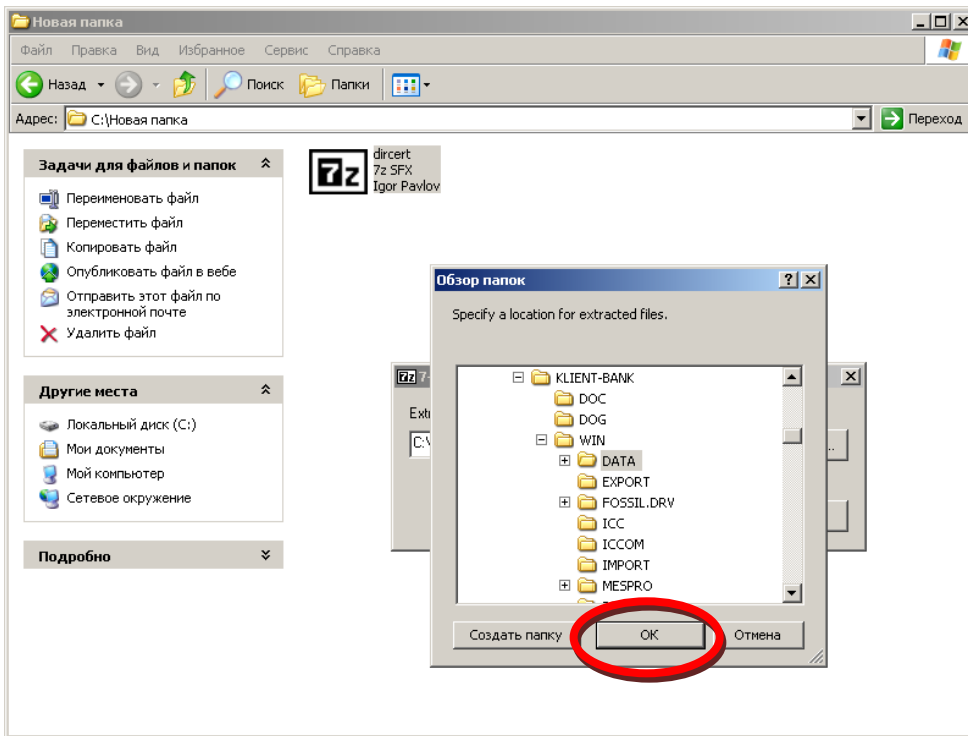 Новая папка
Файл Правка Вид Избранное Сервис Справка
Назад Поиск Папки
Адрес: C:\Новая папка Переход
Задачи для файлов и папок
Переименовать файл
Переместить файл
Копировать файл
Опубликовать файл в вебе
Отправить этот файл по
электронной почте
Удалить файл
Другие места
Локальный диск (C:)
Мои документы
Мой компьютер
Сетевое окружение
Подробно
7z
dircert
7z SFX
Igor Pavlov
7z 7-
C:\
...
Обзор папок
Specify a location for extracted files.
KLIENT-BANK
DOC
DOG
WIN
DATA
EXPORT
FOSSIL.DRV
ICC
ICCOM
IMPORT
MESPRO
Создать папку OK Отмена